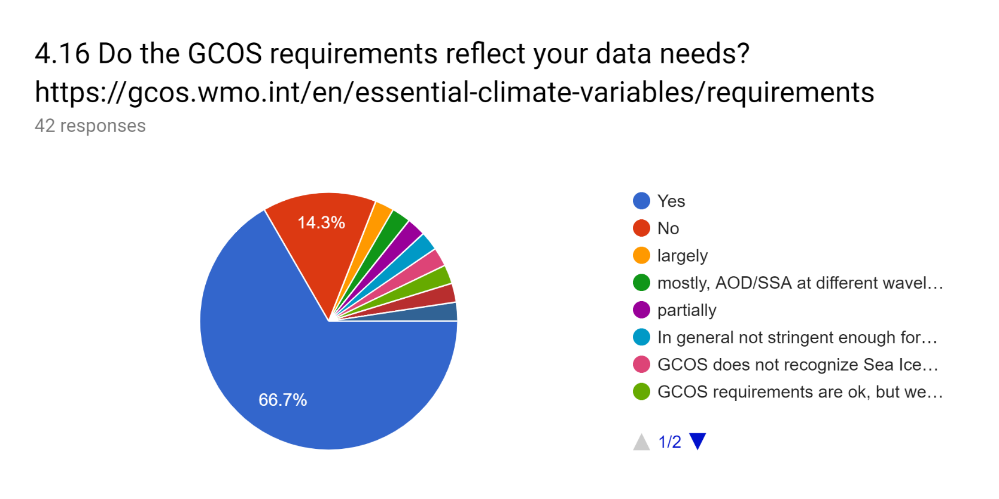 4.16 Do the GCOS requirements reflect your data needs?
https://gcos.wmo.int/en/essential-climate-variables/requirements
42 responses
14.3%
66.7%
Yes
No
largely
mostly, AOD/SSA at different wavel…
partially
In general not stringent enough for…
GCOS does not recognize Sea Ice…
GCOS requirements are ok, but we…
1/2